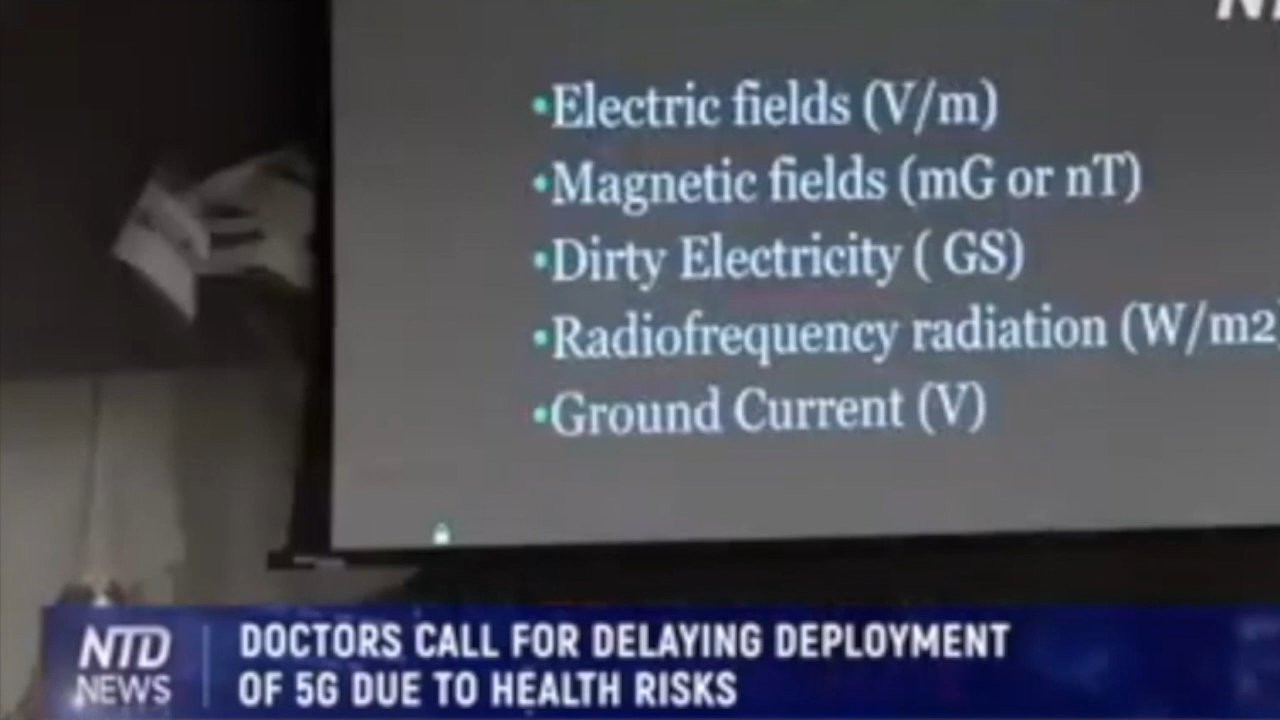 •Electric fields (V/m)
•Magnetic fields (mG or nT)
•Dirty Electricity ( GS)
•Radiofrequency radiation (W/m2
•Ground Current (V)
NTD
NEWS
DOCTORS CALL FOR DELAYING DEPLOYMENT
OF 5G DUE TO HEALTH RISKS